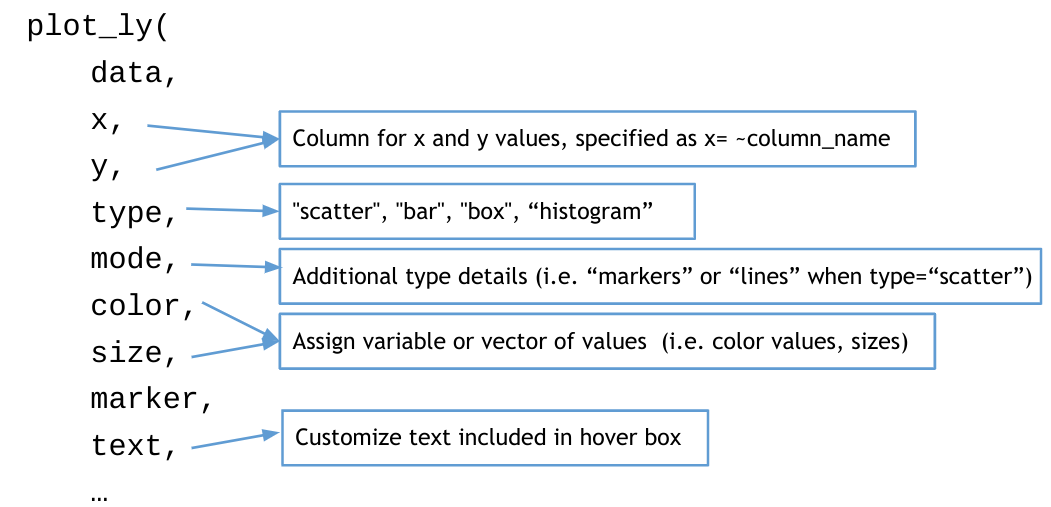 plot_ly(
data,
x,
Column for x and y values, specified as x= ~column_name
y,
type,
"scatter", "bar", "box", “histogram”
mode,
Additional type details (i.e. “markers” or “lines” when type=“scatter”)
color,
size,
Assign variable or vector of values  (i.e. color values, sizes)
marker,
text,
Customize text included in hover box
…